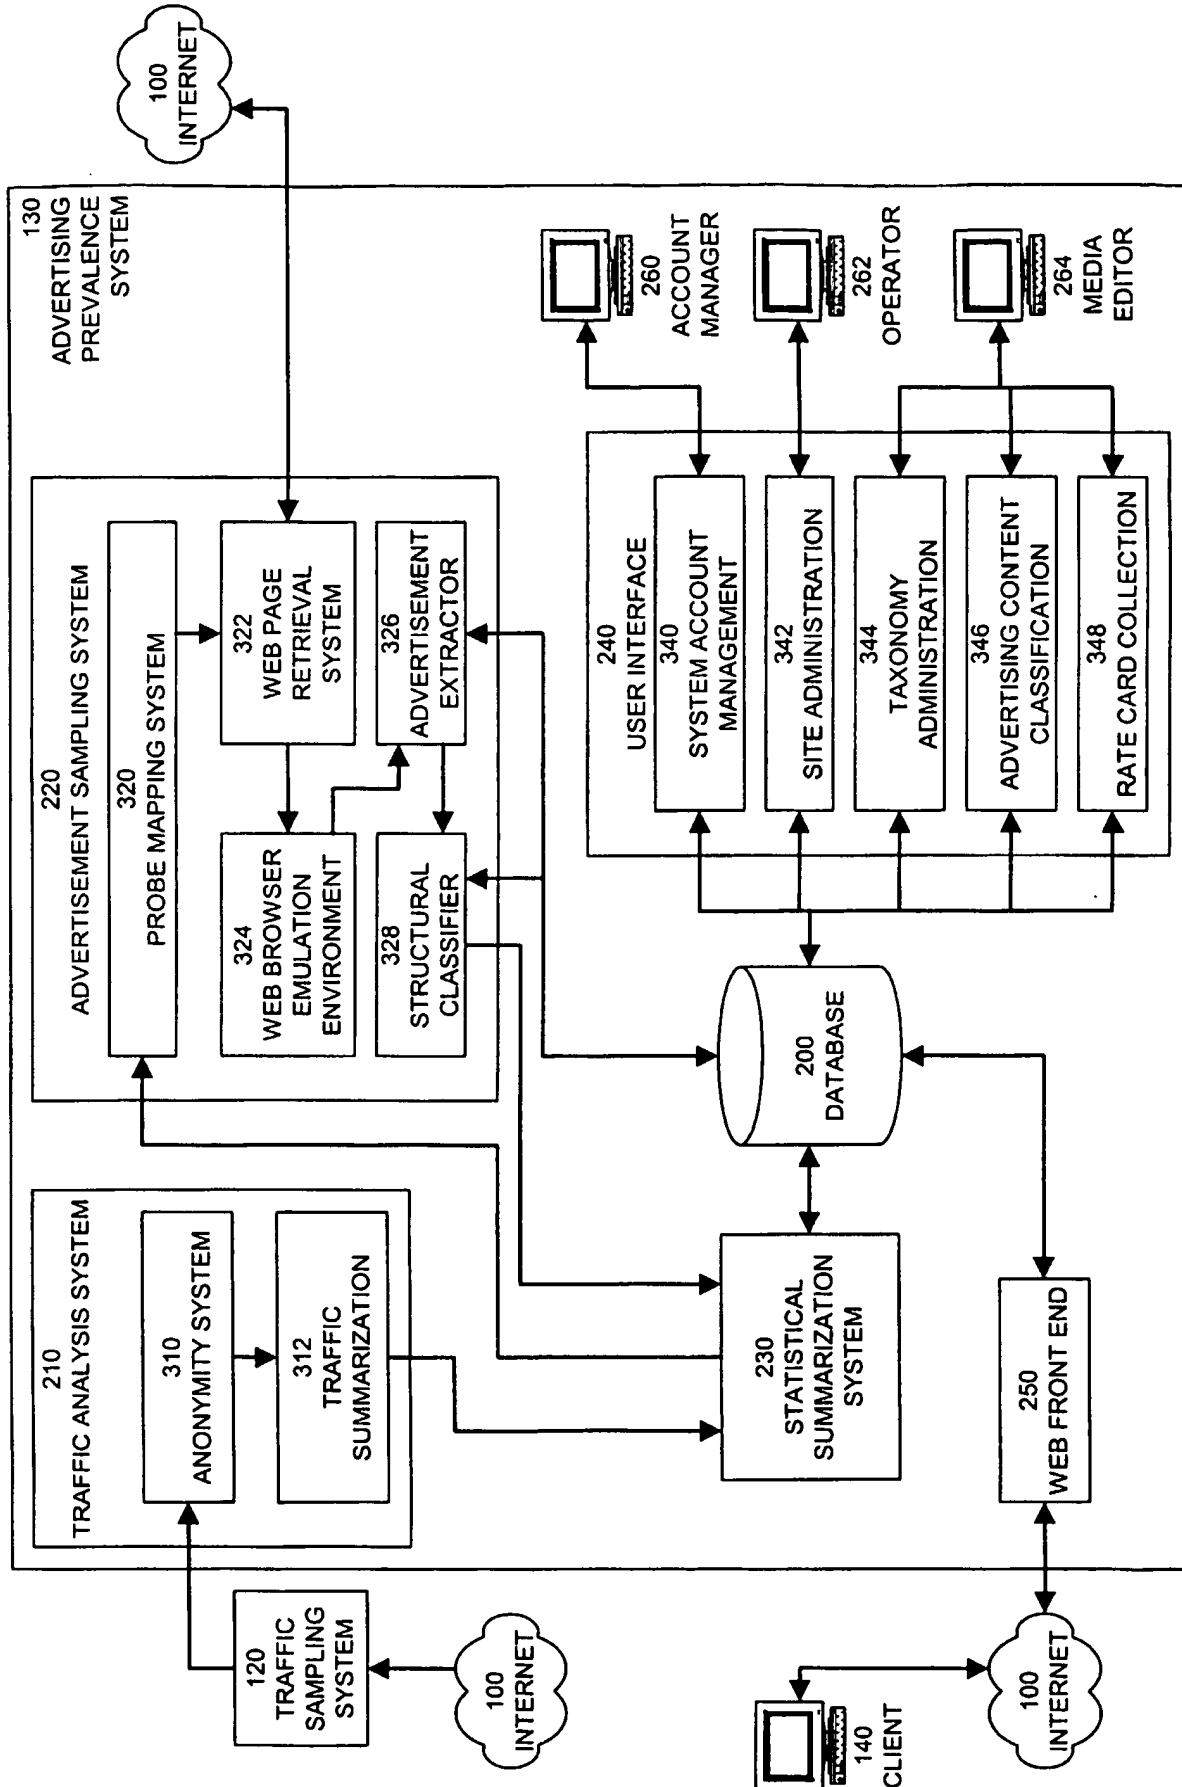 130
ADVERTISING
PREVALENCE
SYSTEM
100
INTERNET
210
TRAFFIC ANALYSIS SYSTEM
310
ANONYMITY SYSTEM
312
TRAFFIC
SUMMARIZATION
220
ADVERTISEMENT SAMPLING SYSTEM
320
PROBE MAPPING SYSTEM
324
WEB BROWSER
EMULATION
ENVIRONMENT
322
WEB PAGE
RETRIEVAL
SYSTEM
328
STRUCTURAL
CLASSIFIER
326
ADVERTISEMENT
EXTRACTOR
120
TRAFFIC
SAMPLING
SYSTEM
100
INTERNET
230
STATISTICAL
SUMMARIZATION
SYSTEM
200
DATABASE
240
USER INTERFACE
340
SYSTEM ACCOUNT
MANAGEMENT
342
SITE ADMINISTRATION
344
TAXONOMY
ADMINISTRATION
346
ADVERTISING CONTENT
CLASSIFICATION
348
RATE CARD COLLECTION
260
ACCOUNT
MANAGER
262
OPERATOR
264
MEDIA
EDITOR
140
CLIENT
100
INTERNET
250
WEB FRONT END